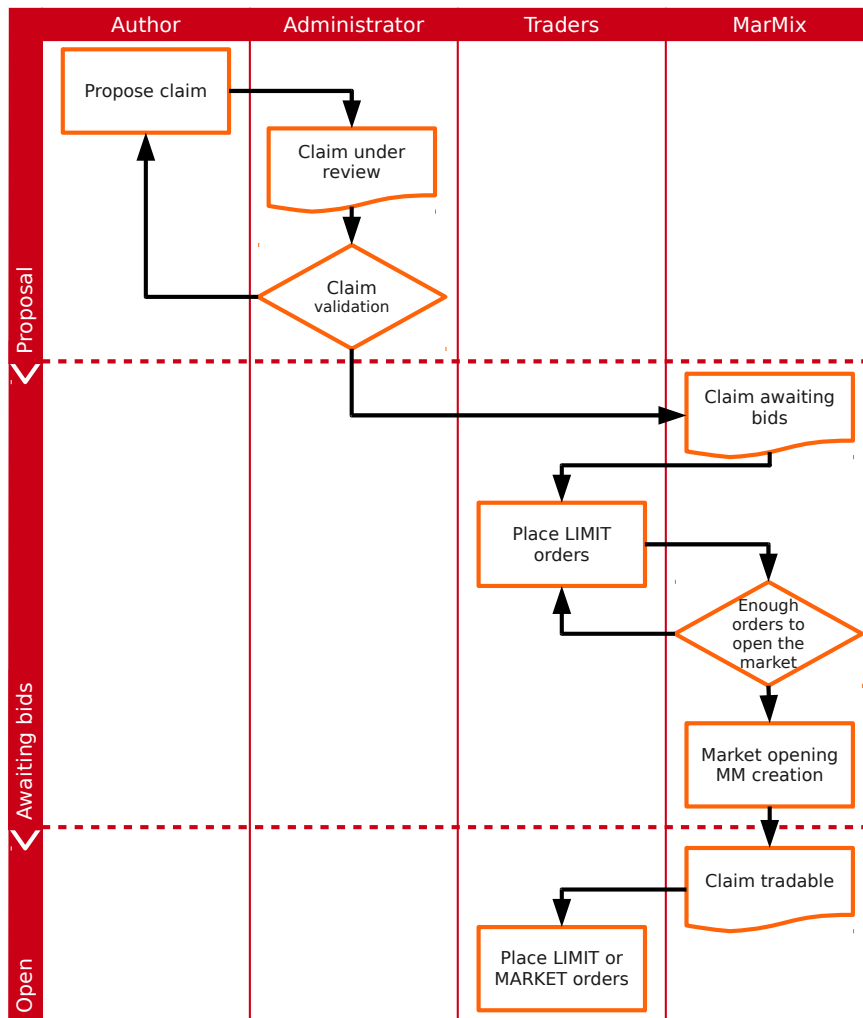 Author
Administrator
Traders
MarMix
Proposal
Propose claim
Claim under
review
Claim
validation
Awaiting bids
Claim awaiting
bids
Place LIMIT
orders
Enough
orders to
open the
market
Market opening
MM creation
Open
Claim tradable
Place LIMIT or
MARKET orders